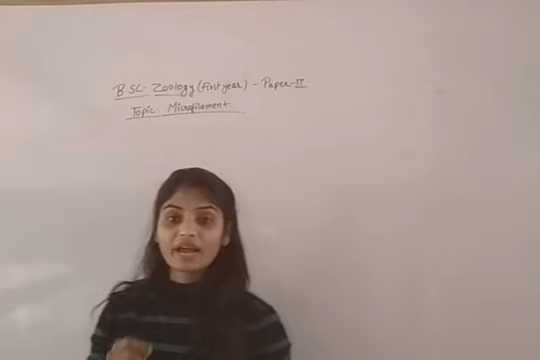 B.SC- Zoology (First year) - Paper-II
Topic: Microfilament